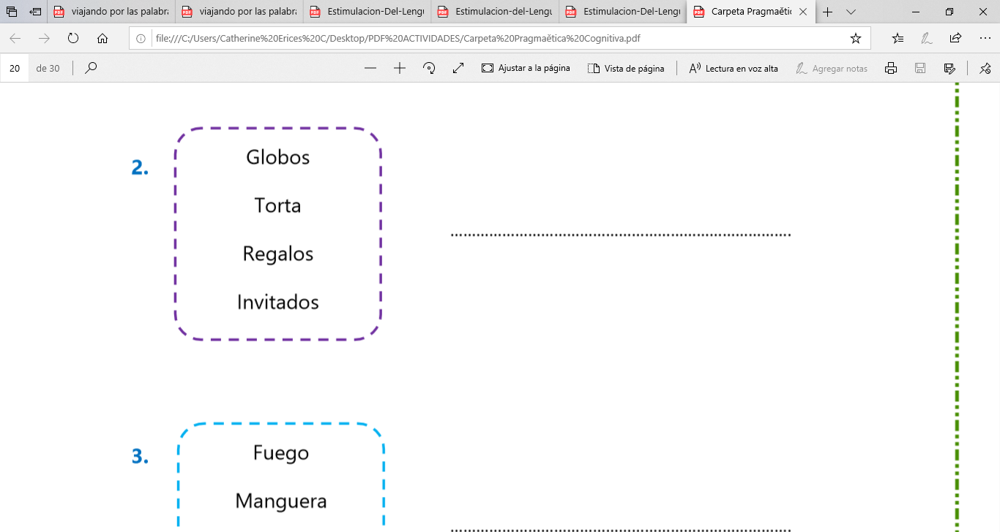 viajando por las palabra
viajando por las palabra
Estimulacion-Del-Lengu
Estimulacion-del-Lengu
Estimulacion-Del-Lengu
Carpeta Pragmaětic
file:///C:/Users/Catherine%20Erices%20C/Desktop/PDF%20ACTIVIDADES/Carpeta%20Pragmaětica%20Cognitiva.pdf
20 de 30 Ajustar a la página Vista de página Lectura en voz alta Agregar notas
2.
Globos
Torta
Regalos
Invitados
3.
Fuego
Manguera